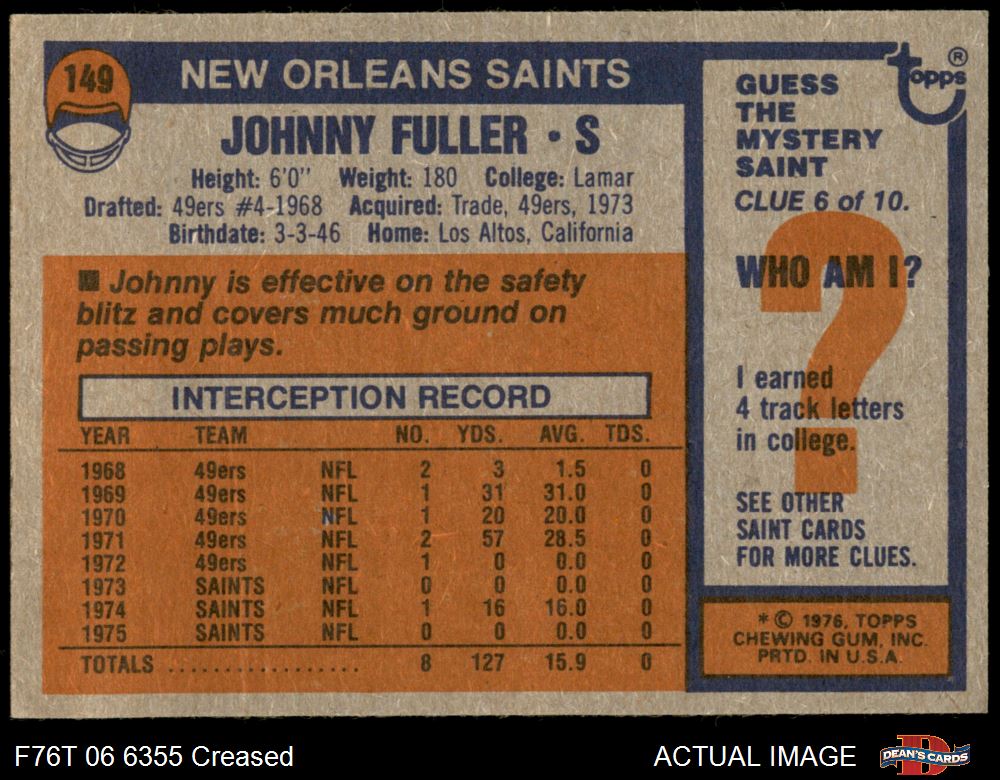 149
NEW ORLEANS SAINTS
JOHNNY FULLER • S
Height: 6'0" Weight: 180 College: Lamar
Drafted: 49ers #4-1968 Acquired: Trade, 49ers, 1973
Birthdate: 3-3-46 Home: Los Altos, California
■ Johnny is effective on the safety
blitz and covers much ground on
passing plays.
INTERCEPTION RECORD
YEAR TEAM NO. YDS. AVG. TDS.
1968 49ers NFL 2 3 1.5 0
1969 49ers NFL 1 31 31.0 0
1970 49ers NFL 1 20 20.0 0
1971 49ers NFL 2 57 28.5 0
1972 49ers NFL 1 0 0.0 0
1973 SAINTS NFL 0 0 0.0 0
1974 SAINTS NFL 1 16 16.0 0
1975 SAINTS NFL 0 0 0.0 0
TOTALS .................. 8 127 15.9 0
topps ®
GUESS
THE
MYSTERY
SAINT
CLUE 6 of 10.
?
WHO AM I?
I earned
4 track letters
in college.
SEE OTHER
SAINT CARDS
FOR MORE CLUES.
* © 1976, TOPPS
CHEWING GUM, INC.
PRTD. IN U.S.A.
F76T 06 6355 Creased
ACTUAL IMAGE
D
DEAN'S CARDS